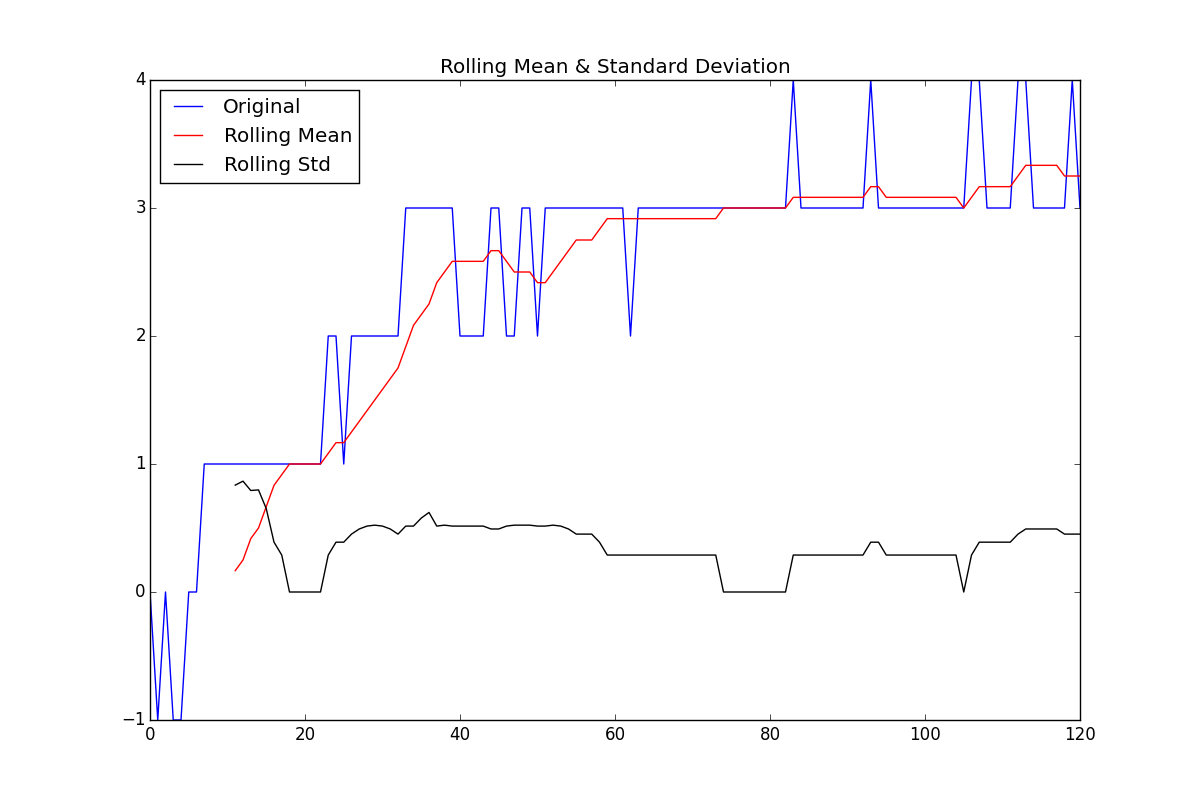 Rolling Mean & Standard Deviation
Original
Rolling Mean
Rolling Std
4
3
2
1
0
−1
0 20 40 60 80 100 120